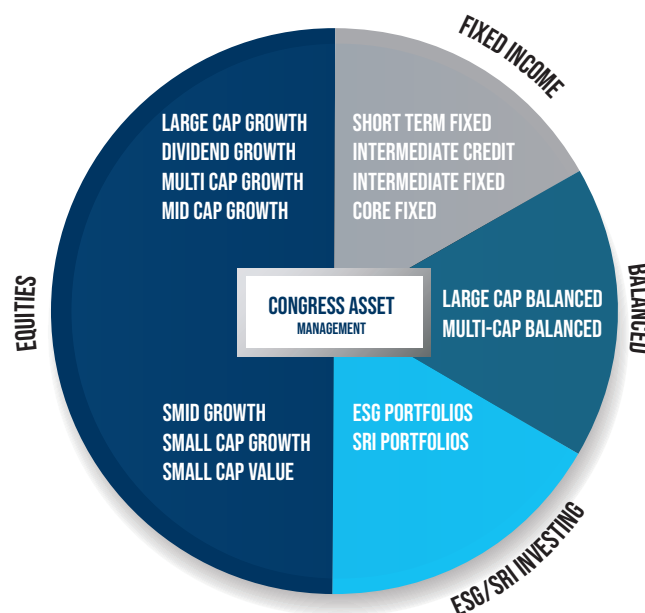 FIXED INCOME
LARGE CAP GROWTH
DIVIDEND GROWTH
MULTI CAP GROWTH
MID CAP GROWTH
SHORT TERM FIXED
INTERMEDIATE CREDIT
INTERMEDIATE FIXED
CORE FIXED
EQUITIES
CONGRESS ASSET
MANAGEMENT
LARGE CAP BALANCED
MULTI-CAP BALANCED
BALANCED
SMID GROWTH
SMALL CAP GROWTH
SMALL CAP VALUE
ESG PORTFOLIOS
SRI PORTFOLIOS
ESG/SRI INVESTING